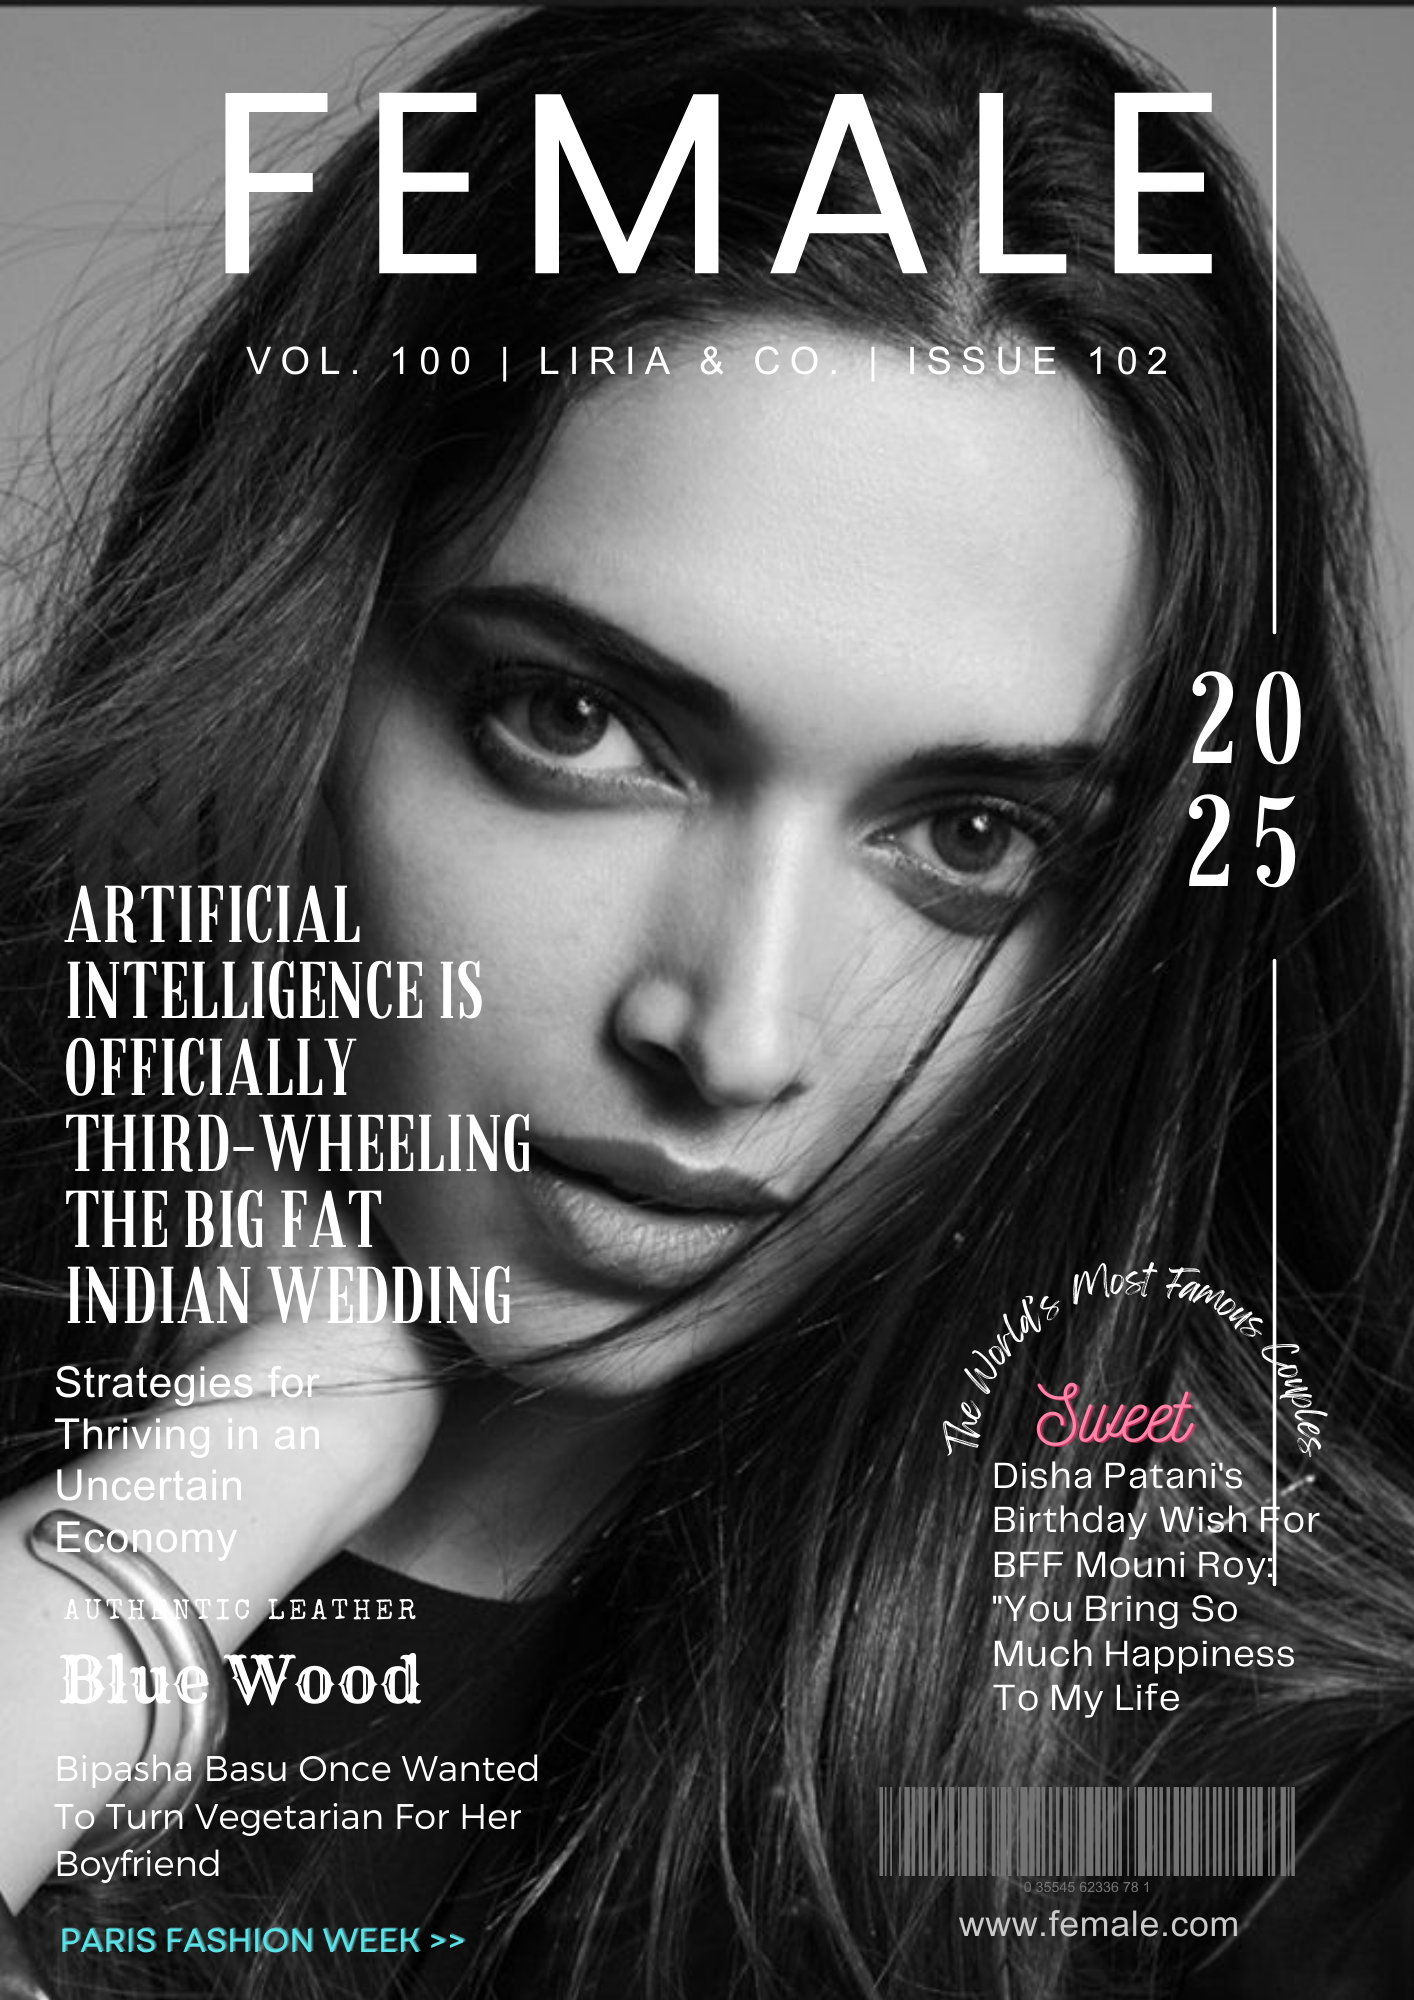 FEMALE
VOL. 100 | LIRIA & CO. | ISSUE 102
20
25
ARTIFICIAL
INTELLIGENCE IS
OFFICIALLY
THIRD-WHEELING
THE BIG FAT
INDIAN WEDDING
Strategies for
Thriving in an
Uncertain
Economy
AUTHENTIC LEATHER
Blue Wood
Bipasha Basu Once Wanted
To Turn Vegetarian For Her
Boyfriend
PARIS FASHION WEEK >>
The World's Most Famous Couples
Sweet
Disha Patani's
Birthday Wish For
BFF Mouni Roy:
"You Bring So
Much Happiness
To My Life
0 35545 62336 78 1
www.female.com